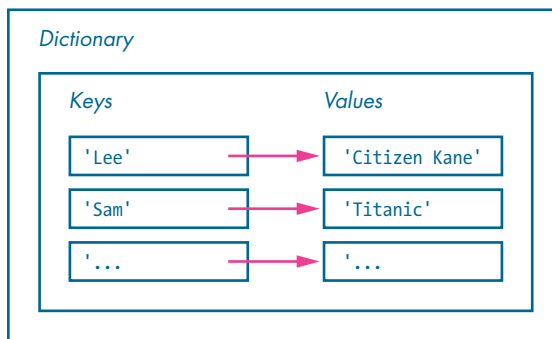 Dictionary
Keys Values
'Lee' 'Citizen Kane'
'Sam' 'Titanic'
'... '...